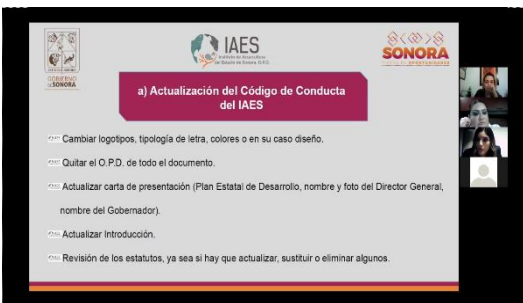 IAES
Instituto de Acuacultura
del Estado de Sonora, O.P.D.
GOBIERNO
DE SONORA
SONORA
a) Actualización del Código de Conducta
del IAES
Cambiar logotipos, tipología de letra, colores o en su caso diseño.
Quitar el O.P.D. de todo el documento.
Actualizar carta de presentación (Plan Estatal de Desarrollo, nombre y foto del Director General,
nombre del Gobernador).
Actualizar Introducción.
Revisión de los estatutos, ya sea si hay que actualizar, sustituir o eliminar algunos.